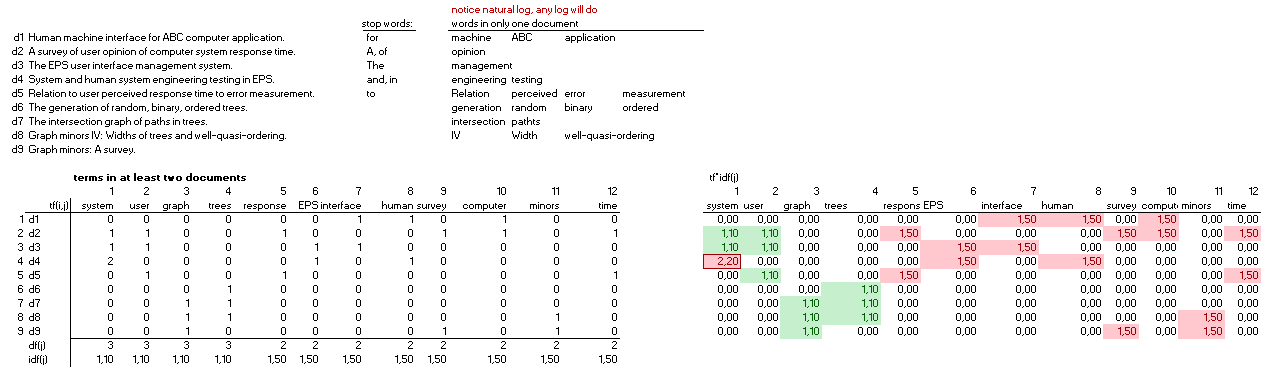 notice natural log, any log will do
stop words: words in only one document
d1 Human machine interface for ABC computer application. for machine ABC application
d2 A survey of user opinion of computer system response time. A, of opinion
d3 The EPS user interface management system. The management
d4 System and human system engineering testing in EPS. and, in engineering testing
d5 Relation to user perceived response time to error measurement. to Relation perceived error measurement
d6 The generation of random, binary, ordered trees. generation random binary ordered
d7 The intersection graph of paths in trees. intersection pathts
d8 Graph minors IV: Widths of trees and well-quasi-ordering. IV Width well-quasi-ordering
d9 Graph minors: A survey.
terms in at least two documents tf*idf(j)
1 2 3 4 5 6 7 8 9 10 11 12 1 2 3 4 5 6 7 8 9 10 11 12
tf(i,j) system user graph trees response EPS interface human survey computer minors time system user graph trees respons EPS interface human survey comput minors time
1 d1 0 0 0 0 0 0 1 1 0 1 0 0 0,00 0,00 0,00 0,00 0,00 0,00 1,50 1,50 0,00 1,50 0,00 0,00
2 d2 1 1 0 0 1 0 0 0 1 1 0 1 1,10 1,10 0,00 0,00 1,50 0,00 0,00 0,00 1,50 1,50 0,00 1,50
3 d3 1 1 0 0 0 1 1 0 0 0 0 0 1,10 1,10 0,00 0,00 0,00 1,50 1,50 0,00 0,00 0,00 0,00 0,00
4 d4 2 0 0 0 0 1 0 1 0 0 0 0 2,20 0,00 0,00 0,00 0,00 1,50 0,00 1,50 0,00 0,00 0,00 0,00
5 d5 0 1 0 0 1 0 0 0 0 0 0 1 0,00 1,10 0,00 0,00 1,50 0,00 0,00 0,00 0,00 0,00 0,00 1,50
6 d6 0 0 0 1 0 0 0 0 0 0 0 0 0,00 0,00 0,00 1,10 0,00 0,00 0,00 0,00 0,00 0,00 0,00 0,00
7 d7 0 0 1 1 0 0 0 0 0 0 0 0 0,00 0,00 1,10 1,10 0,00 0,00 0,00 0,00 0,00 0,00 0,00 0,00
8 d8 0 0 1 1 0 0 0 0 0 0 1 0 0,00 0,00 1,10 1,10 0,00 0,00 0,00 0,00 0,00 0,00 1,50 0,00
9 d9 0 0 1 0 0 0 0 0 1 0 1 0 0,00 0,00 1,10 0,00 0,00 0,00 0,00 0,00 1,50 0,00 1,50 0,00
df(j) 3 3 3 3 2 2 2 2 2 2 2 2
idf(j) 1,10 1,10 1,10 1,10 1,50 1,50 1,50 1,50 1,50 1,50 1,50 1,50